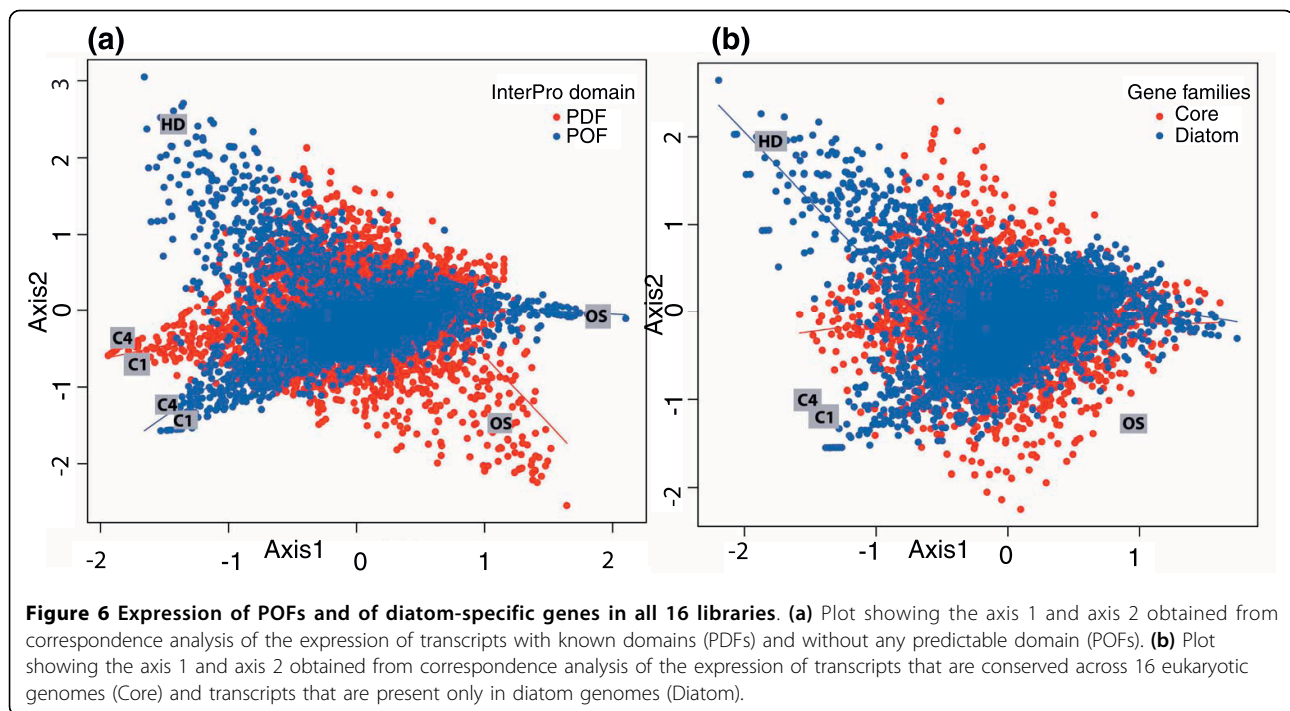 (a)
InterPro domain
PDF
POF
HD
C4
C1
C4
C1
OS
OS
Axis2
3
2
1
0
-1
-2
-2
-1
Axis1
0
1
2
(b)
Gene families
Core
Diatom
HD
C4
C1
OS
Axis2
2
1
0
-1
-2
-2
-1
Axis1
0
1
Figure 6 Expression of POFs and of diatom-specific genes in all 16 libraries. (a) Plot showing the axis 1 and axis 2 obtained from
correspondence analysis of the expression of transcripts with known domains (PDFs) and without any predictable domain (POFs). (b) Plot
showing the axis 1 and axis 2 obtained from correspondence analysis of the expression of transcripts that are conserved across 16 eukaryotic
genomes (Core) and transcripts that are present only in diatom genomes (Diatom).